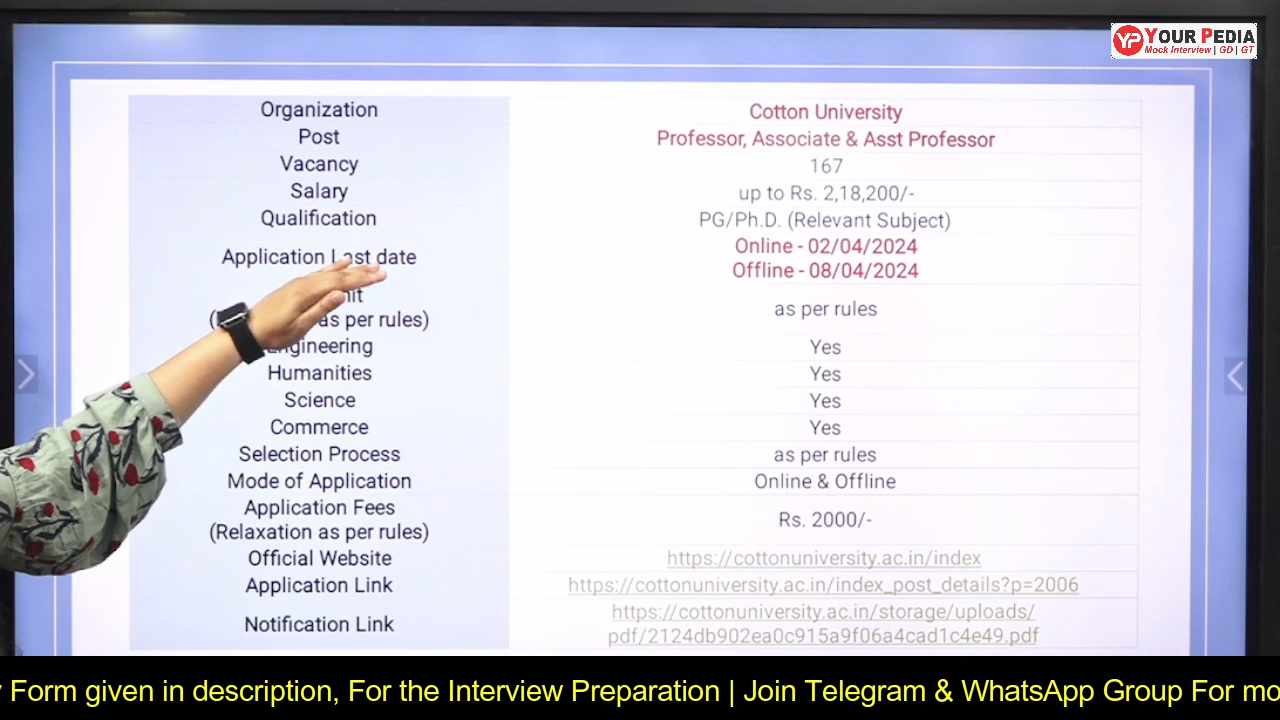 YP YOUR PEDIA
Mock Interview | GD | GT
Organization Cotton University
Post Professor, Associate & Asst Professor
Vacancy 167
Salary up to Rs. 2,18,200/-
Qualification PG/Ph.D. (Relevant Subject)
Application Last date Online - 02/04/2024
Offline - 08/04/2024
as per rules) as per rules
Engineering Yes
Humanities Yes
Science Yes
Commerce Yes
Selection Process as per rules
Mode of Application Online & Offline
Application Fees
(Relaxation as per rules) Rs. 2000/-
Official Website https://cottonuniversity.ac.in/index
Application Link https://cottonuniversity.ac.in/index_post_details?p=2006
Notification Link https://cottonuniversity.ac.in/storage/uploads/
pdf/2124db902ea0c915a9f06a4cad1c4e49.pdf
Form given in description, For the Interview Preparation | Join Telegram & WhatsApp Group For